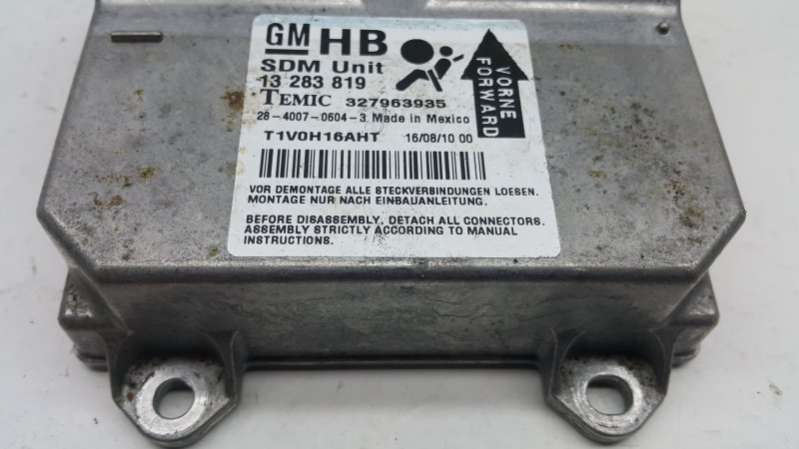 GM HB
SDM Unit
13 283 819
TEMIC 327963935
28-4007-0604-3 Made in Mexico
T1V0H16AHT 16/08/10 00
VORNE
FORWARD
VOR DEMONTAGE ALLE STECKVERBINDUNGEN LOESEN.
MONTAGE NUR NACH EINBAUANLEITUNG.
BEFORE DISASSEMBLY, DETACH ALL CONNECTORS.
ASSEMBLY STRICTLY ACCORDING TO MANUAL
INSTRUCTIONS.